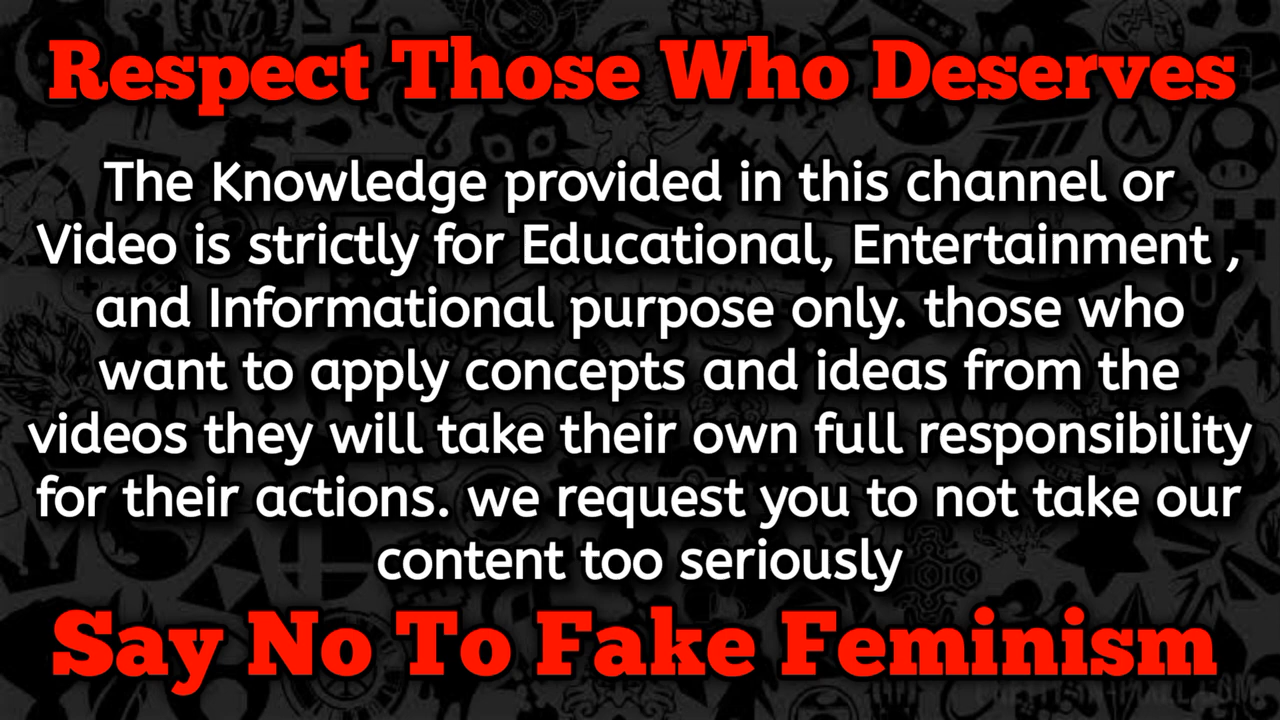 Respect Those Who Deserves
The Knowledge provided in this channel or
Video is strictly for Educational, Entertainment ,
and Informational purpose only. those who
want to apply concepts and ideas from the
videos they will take their own full responsibility
for their actions. we request you to not take our
content too seriously
Say No To Fake Feminism